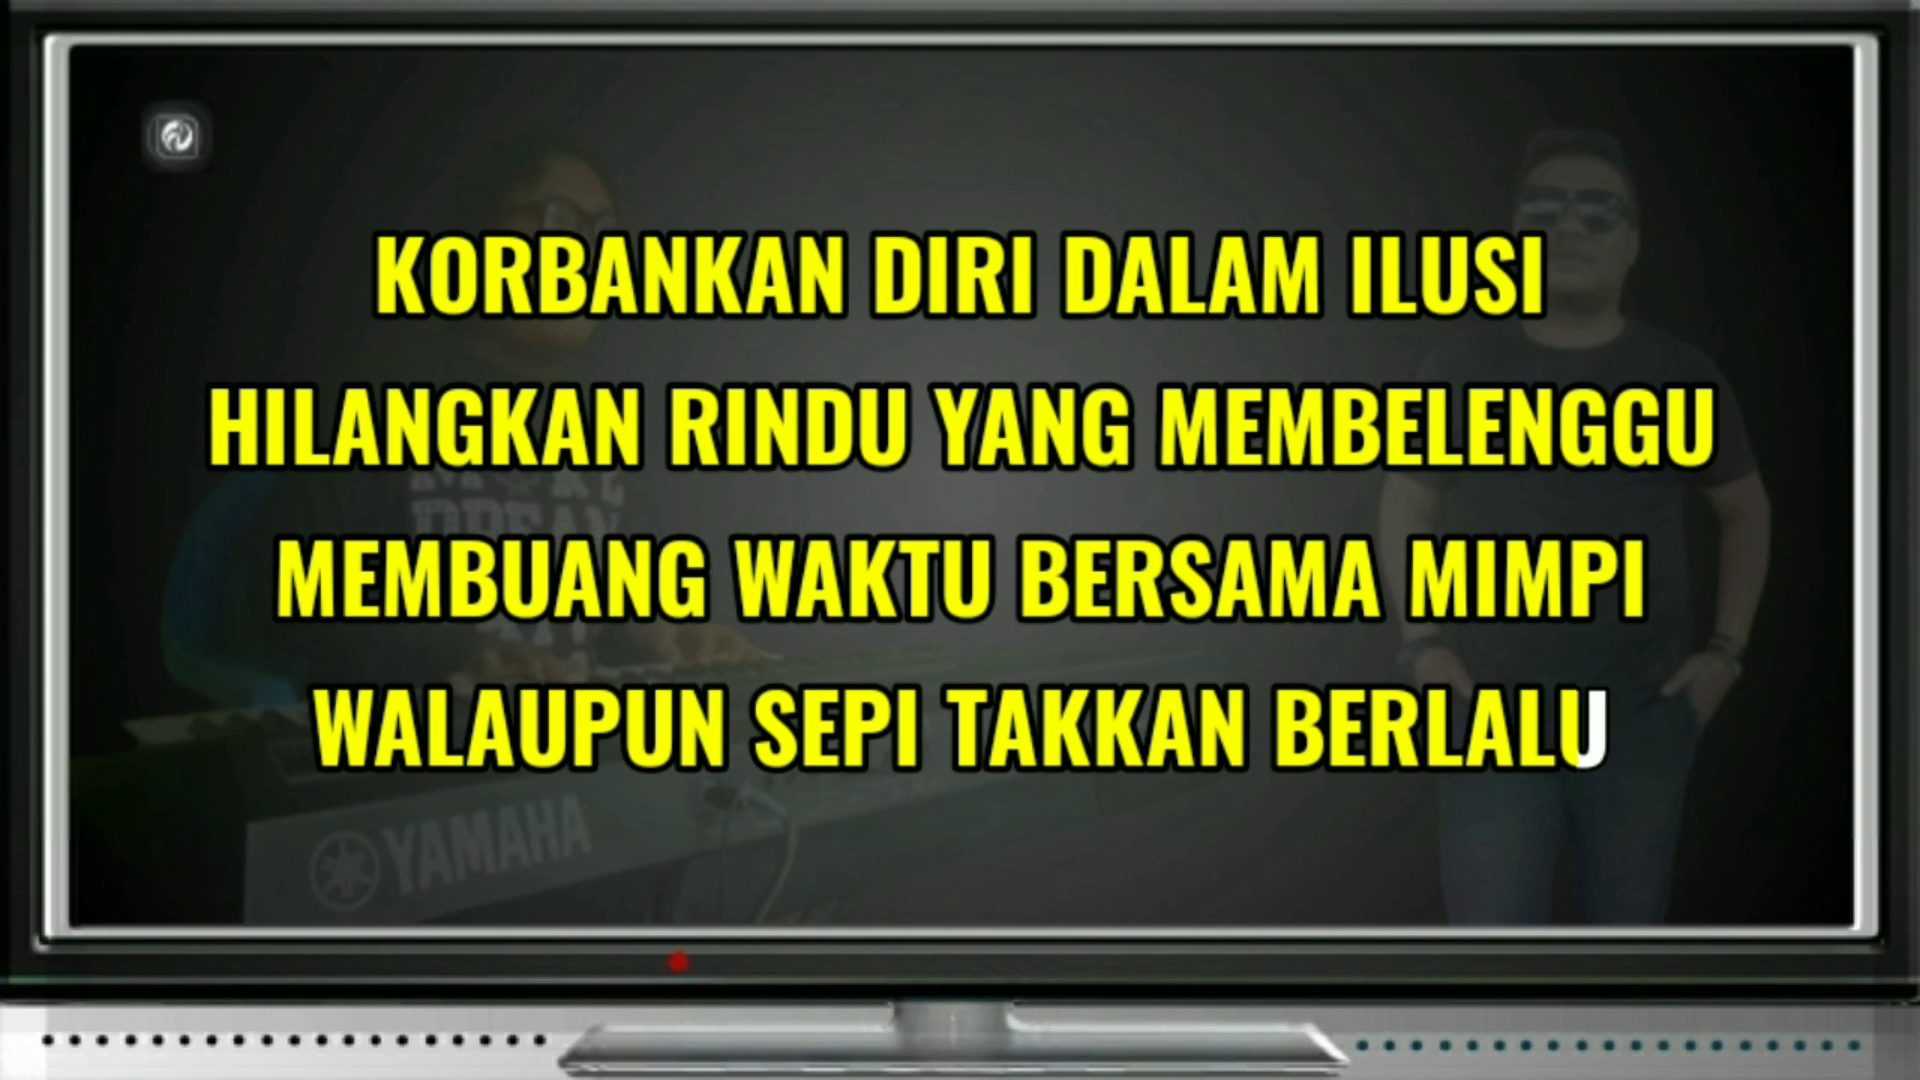 KORBANKAN DIRI DALAM ILUSI
HILANGKAN RINDU YANG MEMBELENGGU
MEMBUANG WAKTU BERSAMA MIMPI
WALAUPUN SEPI TAKKAN BERLALU
YAMAHA